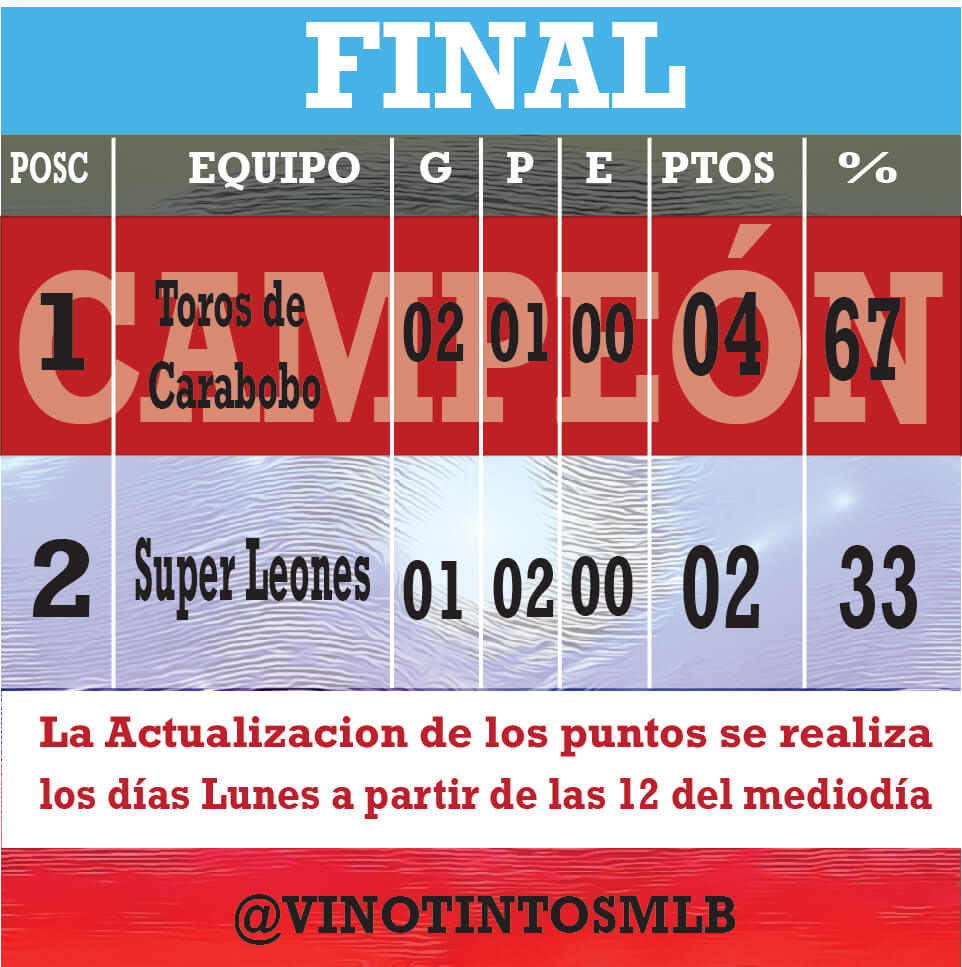 FINAL
POSC EQUIPO G P E PTOS %
CAMPEÓN
1 Toros de Carabobo 02 01 00 04 67
2 Super Leones 01 02 00 02 33
La Actualizacion de los puntos se realiza
los días Lunes a partir de las 12 del mediodía
@VINOTINTOSMLB